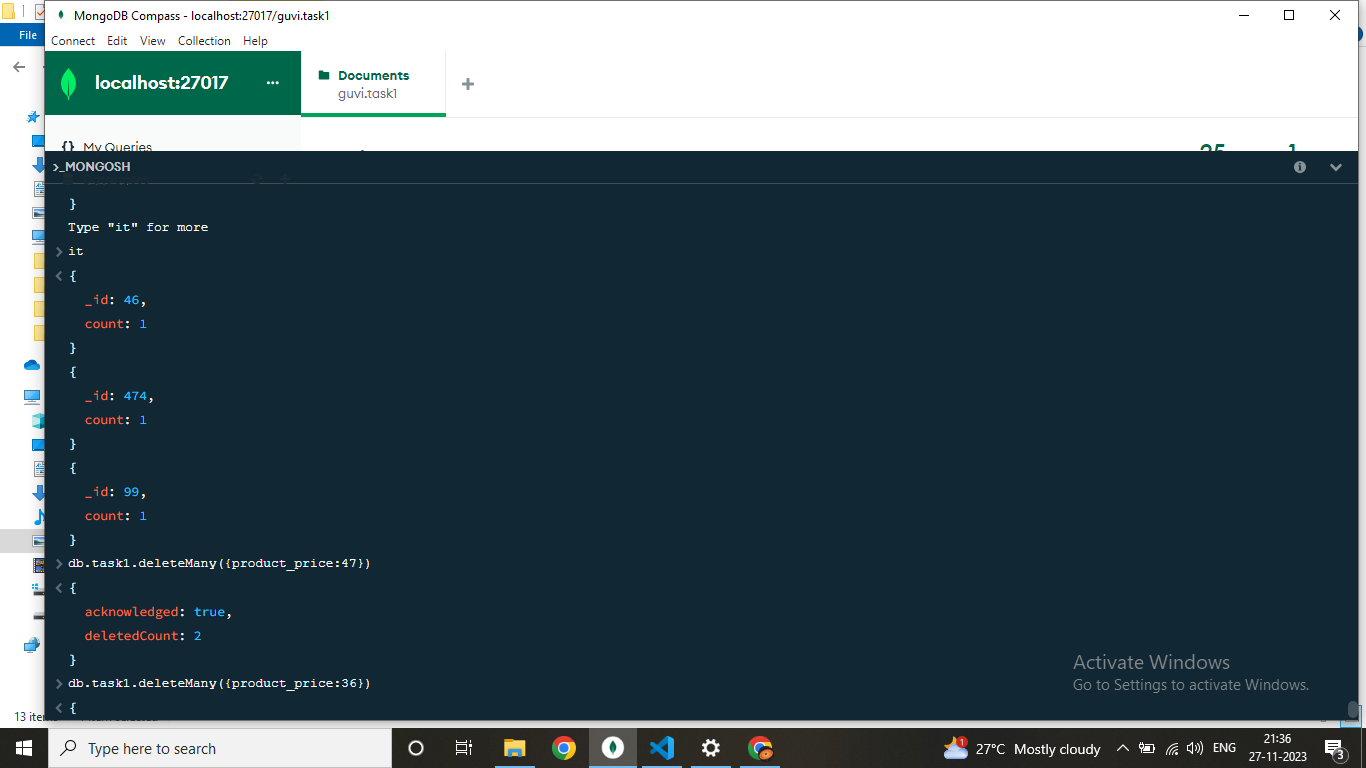 File
MongoDB Compass - localhost:27017/guvi.task1
Connect Edit View Collection Help
localhost:27017 ...
Documents
guvi.task1
+
{} My Queries
25 1
>_MONGOSH
}
Type "it" for more
> it
< {
_id: 46,
count: 1
}
{
_id: 474,
count: 1
}
{
_id: 99,
count: 1
}
> db.task1.deleteMany({product_price:47})
< {
acknowledged: true,
deletedCount: 2
}
> db.task1.deleteMany({product_price:36})
< {
Activate Windows
Go to Settings to activate Windows.
13 items
Type here to search
1
27°C Mostly cloudy
ENG
21:36
27-11-2023
3